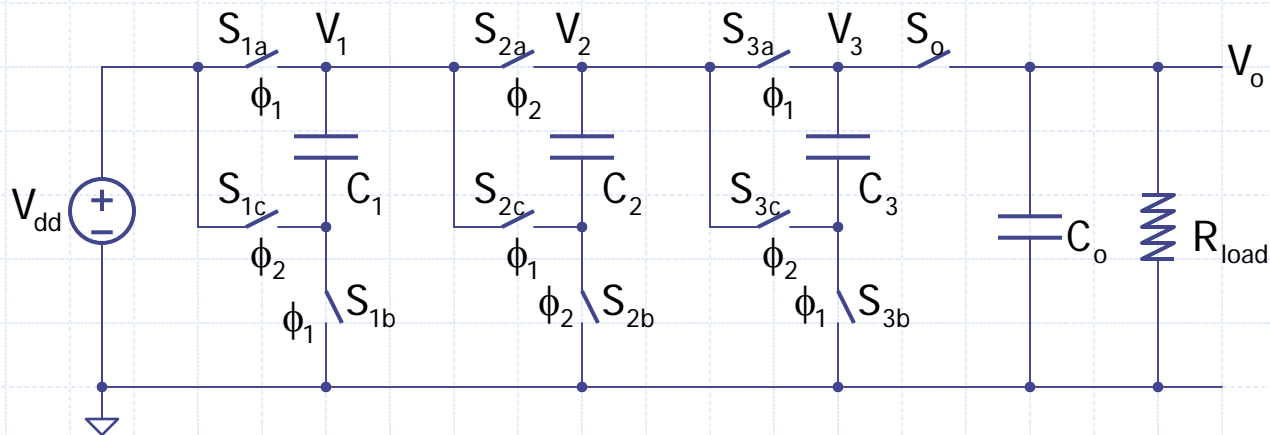 S1a V1 S2a V2 S3a V3 So Vo
ϕ1 ϕ2 ϕ1
S1c C1 S2c C2 S3c C3
Vdd + −
ϕ2 ϕ1 ϕ2 Co Rload
ϕ1 S1b ϕ2 S2b ϕ1 S3b